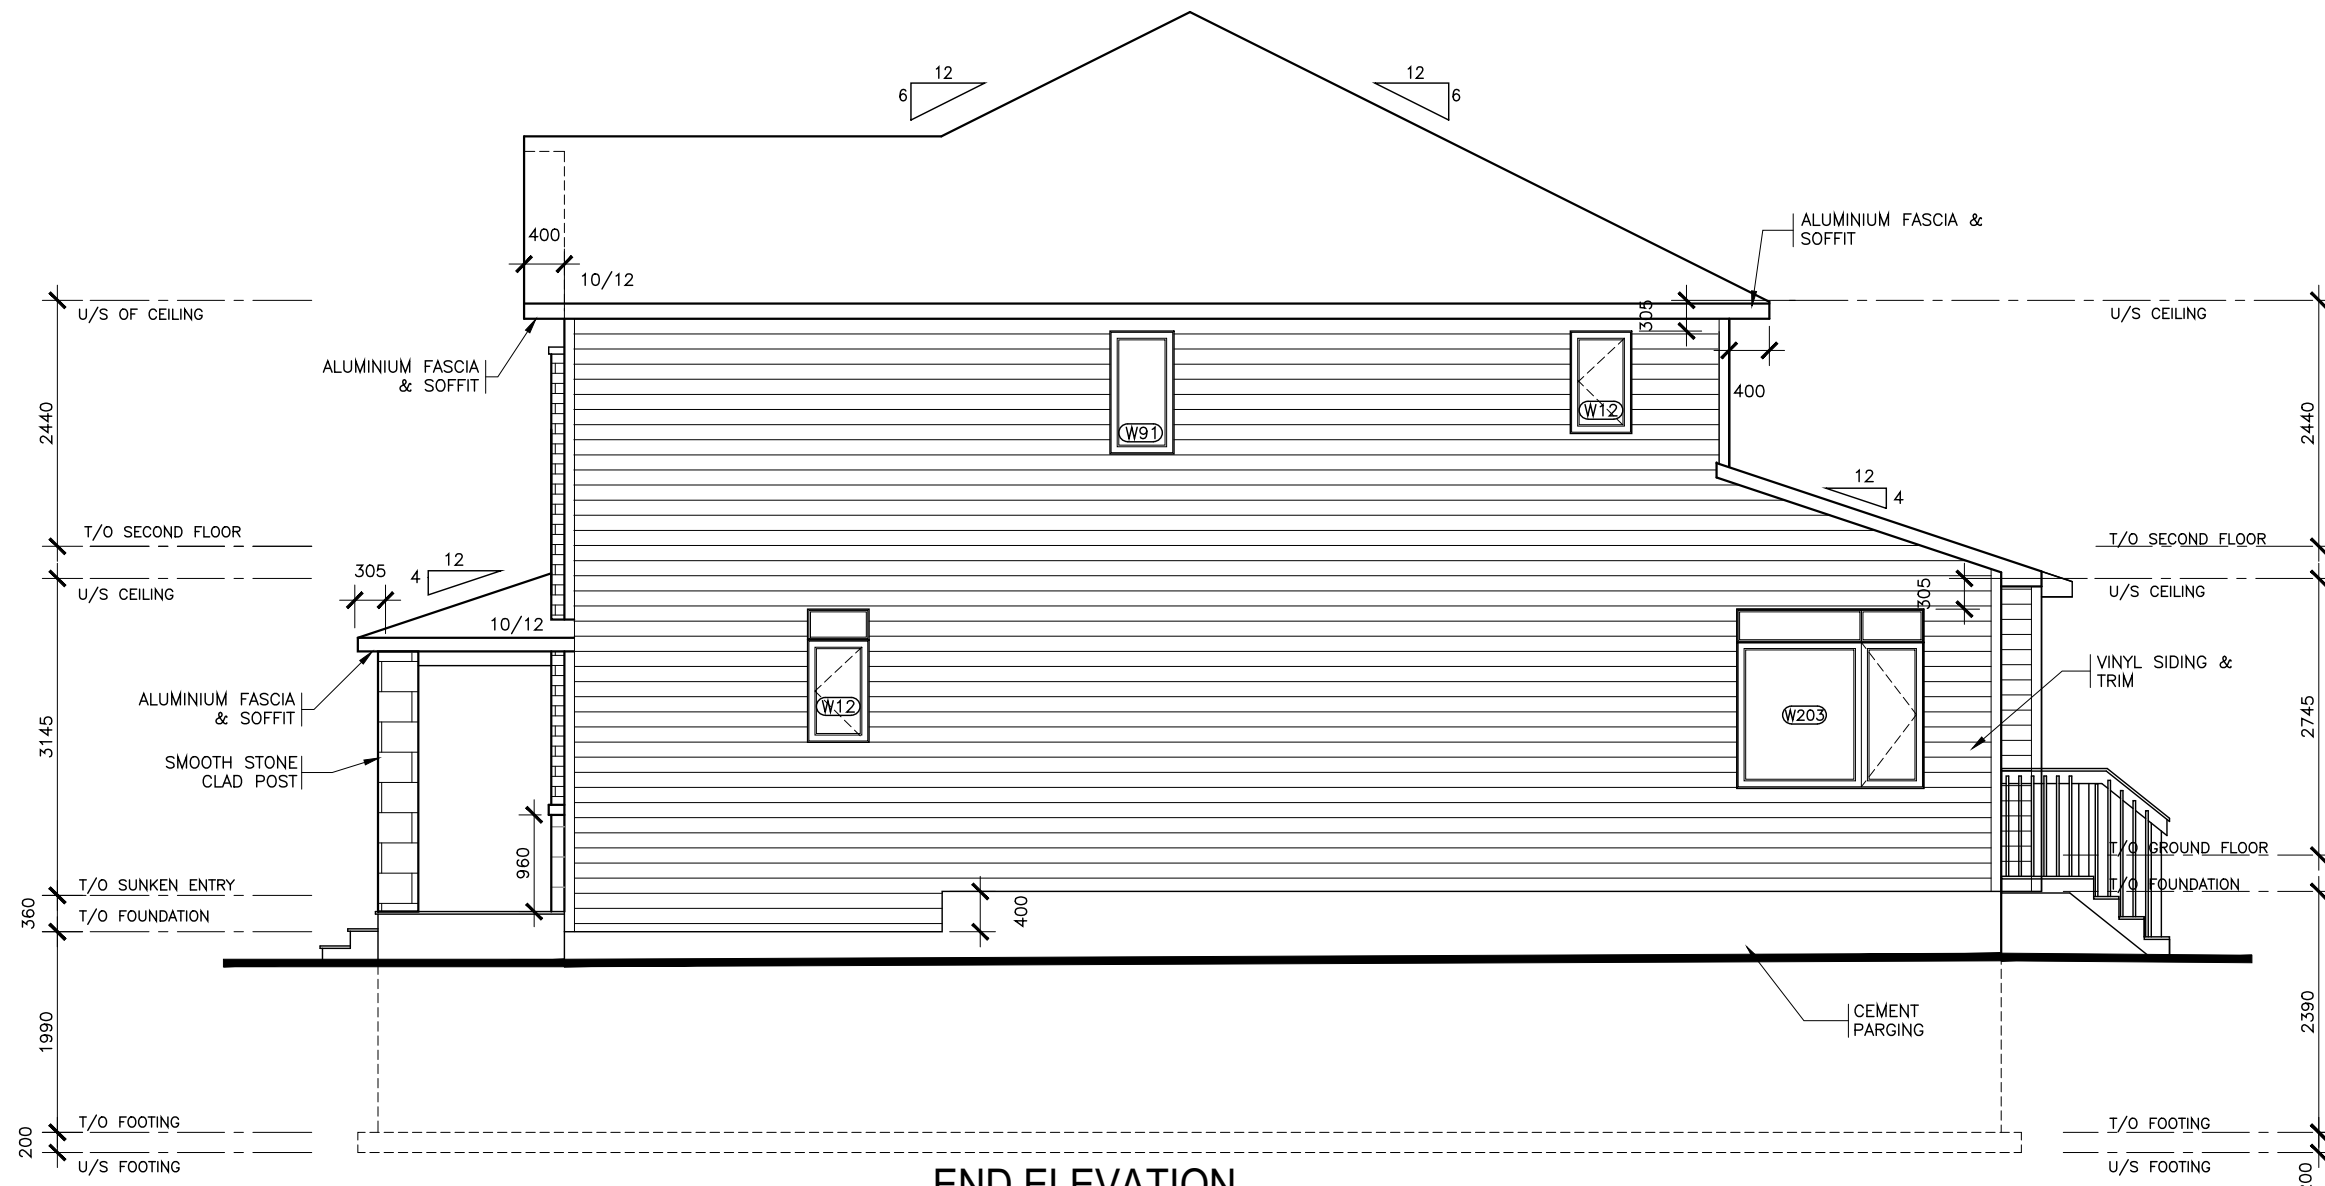 12
6
12
6
400
10/12
ALUMINIUM FASCIA &
SOFFIT
U/S OF CEILING
305
U/S CEILING
ALUMINIUM FASCIA
& SOFFIT
2440
W91
W12
400
2440
12
4
T/O SECOND FLOOR
T/O SECOND FLOOR
305
4
12
U/S CEILING
305
U/S CEILING
10/12
VINYL SIDING &
TRIM
ALUMINIUM FASCIA
& SOFFIT
3145
W12
W203
2745
SMOOTH STONE
CLAD POST
960
T/O GROUND FLOOR
T/O SUNKEN ENTRY
T/O FOUNDATION
360
T/O FOUNDATION
400
1990
CEMENT
PARGING
2390
T/O FOOTING
T/O FOOTING
200
U/S FOOTING
U/S FOOTING
END ELEVATION